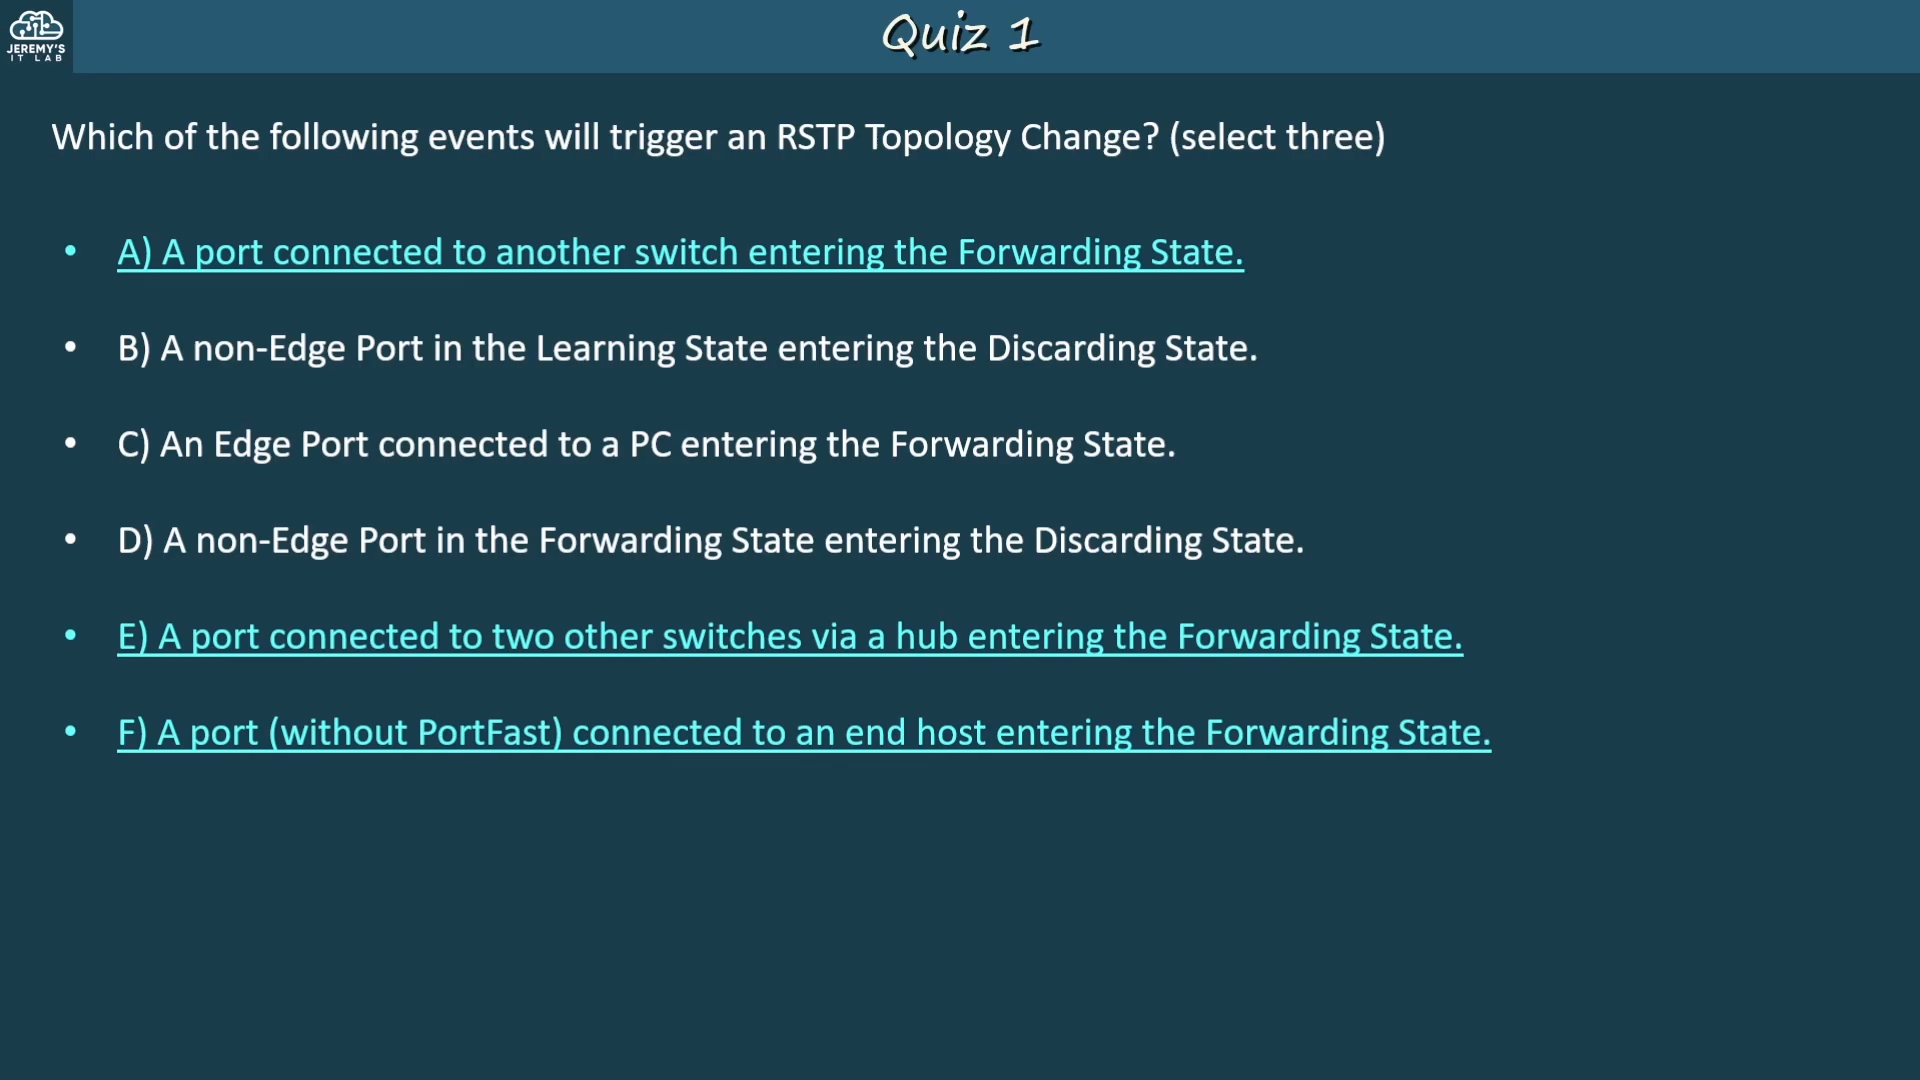 JEREMY'S
IT LAB
Quiz 1
Which of the following events will trigger an RSTP Topology Change? (select three)
• A) A port connected to another switch entering the Forwarding State.
• B) A non-Edge Port in the Learning State entering the Discarding State.
• C) An Edge Port connected to a PC entering the Forwarding State.
• D) A non-Edge Port in the Forwarding State entering the Discarding State.
• E) A port connected to two other switches via a hub entering the Forwarding State.
• F) A port (without PortFast) connected to an end host entering the Forwarding State.